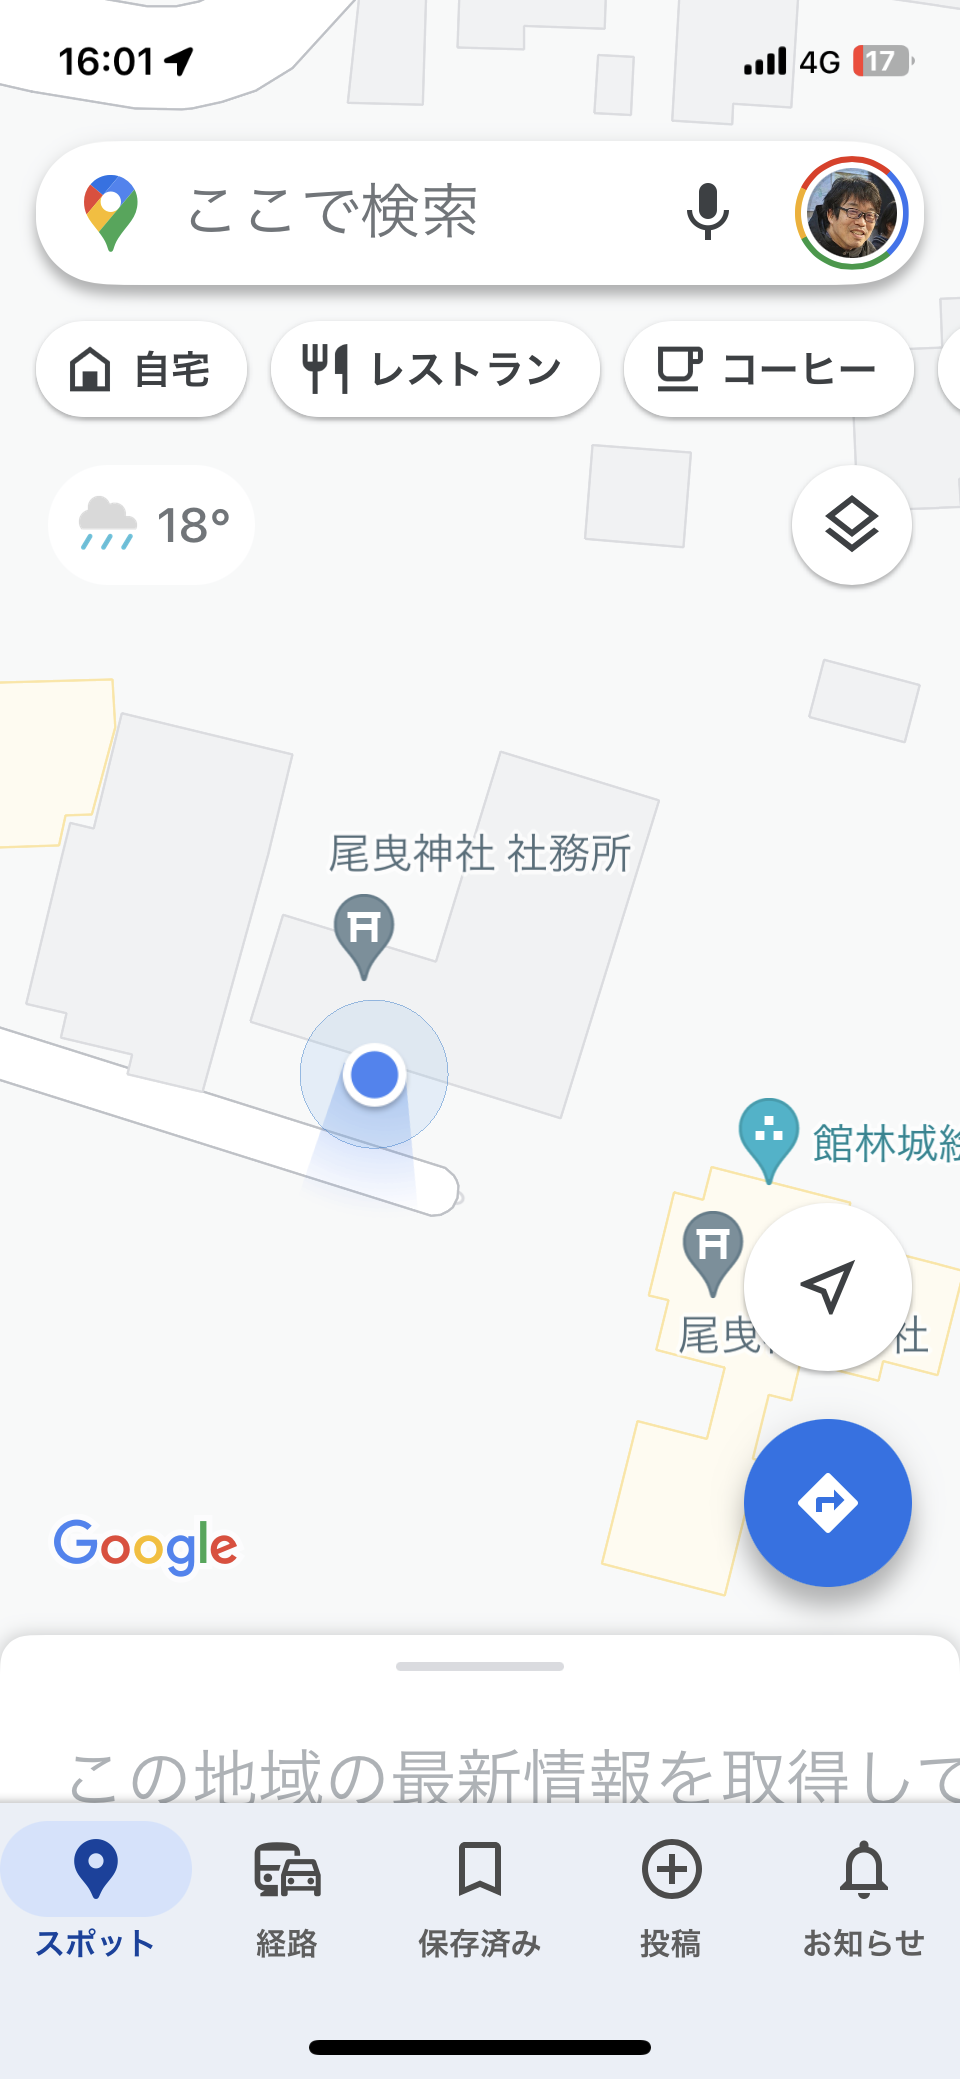 16:01
4G
17
ここで検索
自宅
レストラン
コーヒー
18°
尾曳神社 社務所
館林城
尾曳
社
Google
この地域の最新情報を取得して
スポット
経路
保存済み
投稿
お知らせ